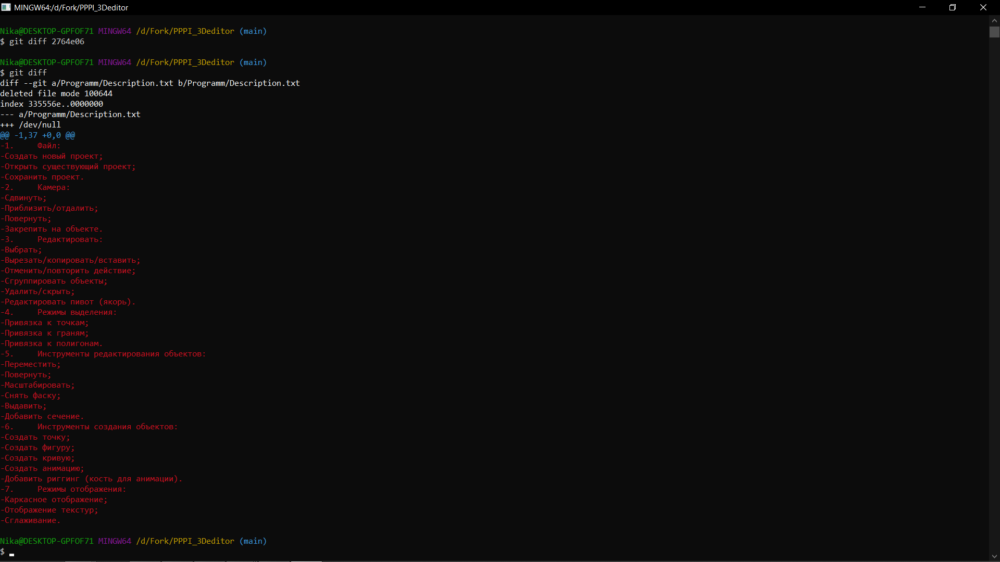 MINGW64:/d/Fork/PPPI_3Deditor
Nika@DESKTOP-GPFOF71 MINGW64 /d/Fork/PPPI_3Deditor (main)
$ git diff 2764e06
Nika@DESKTOP-GPFOF71 MINGW64 /d/Fork/PPPI_3Deditor (main)
$ git diff
diff --git a/Programm/Description.txt b/Programm/Description.txt
deleted file mode 100644
index 335556e..0000000
--- a/Programm/Description.txt
+++ /dev/null
@@ -1,37 +0,0 @@
-1.     Файл:
-Создать новый проект;
-Открыть существующий проект;
-Сохранить проект.
-2.     Камера:
-Сдвинуть;
-Приблизить/отдалить;
-Повернуть;
-Закрепить на объекте.
-3.     Редактировать:
-Выбрать;
-Вырезать/копировать/вставить;
-Отменить/повторить действие;
-Сгруппировать объекты;
-Удалить/скрыть;
-Редактировать пивот (якорь).
-4.     Режимы выделения:
-Привязка к точкам;
-Привязка к граням;
-Привязка к полигонам.
-5.     Инструменты редактирования объектов:
-Переместить;
-Повернуть;
-Масштабировать;
-Снять фаску;
-Выдавить;
-Добавить сечение.
-6.     Инструменты создания объектов:
-Создать точку;
-Создать фигуру;
-Создать кривую;
-Создать анимацию;
-Добавить риггинг (кость для анимации).
-7.     Режимы отображения:
-Каркасное отображение;
-Отображение текстур;
-Сглаживание.
Nika@DESKTOP-GPFOF71 MINGW64 /d/Fork/PPPI_3Deditor (main)
$